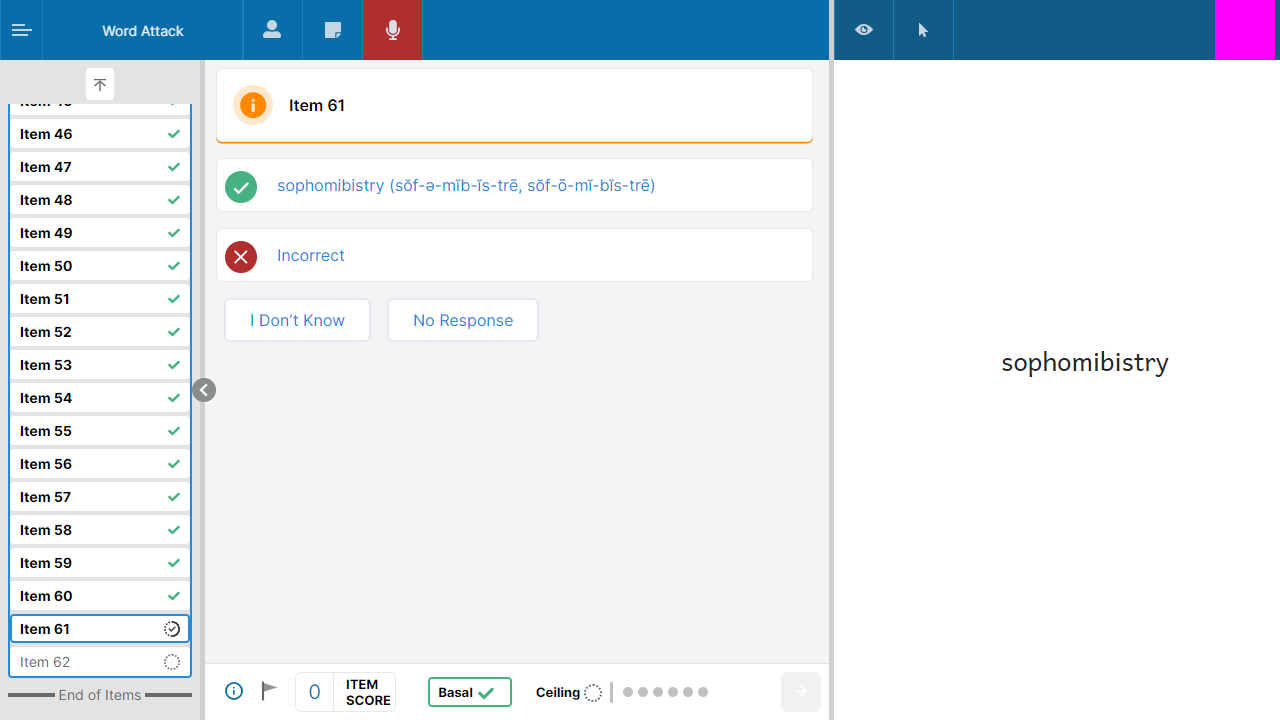 Word Attack
Item 46
Item 47
Item 48
Item 49
Item 50
Item 51
Item 52
Item 53
Item 54
Item 55
Item 56
Item 57
Item 58
Item 59
Item 60
Item 61
Item 62
End of Items
Item 61
sophomibistry (sŏf-ə-mĭb-ĭs-trē, sŏf-ō-mĭ-bĭs-trē)
Incorrect
I Don’t Know
No Response
0
ITEM
SCORE
Basal
Ceiling
sophomibistry